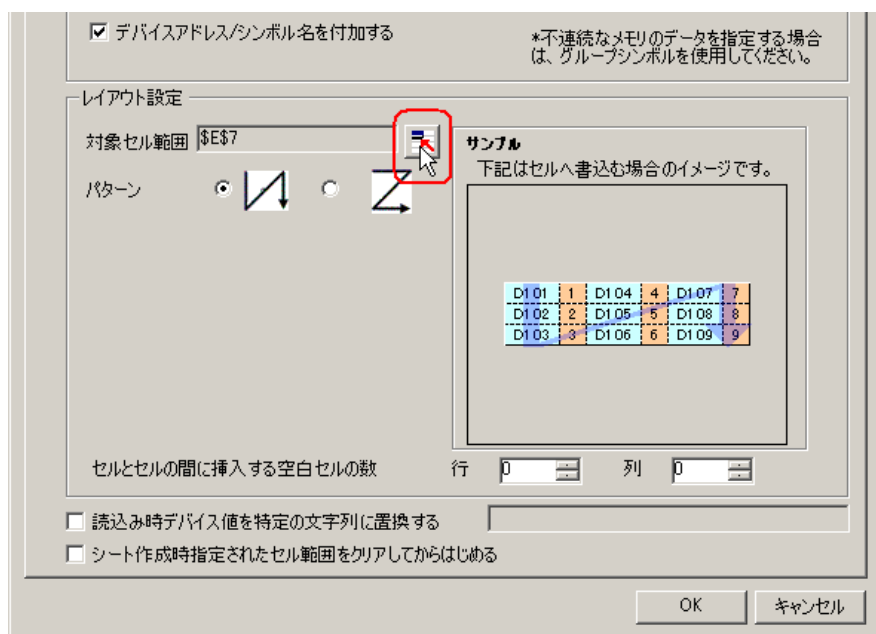 デバイスアドレス/シンボル名を付加する
*不連続なメモリのデータを指定する場合
は、グループシンボルを使用してください。
レイアウト設定
対象セル範囲 $E$7
サンプル
下記はセルへ書込む場合のイメージです。
パターン
D101 1 D104 4 D107 7
D102 2 D105 5 D108 8
D103 3 D106 6 D109 9
セルとセルの間に挿入する空白セルの数 行 0 列 0
読込み時デバイス値を特定の文字列に置換する
シート作成時指定されたセル範囲をクリアしてからはじめる
OK キャンセル